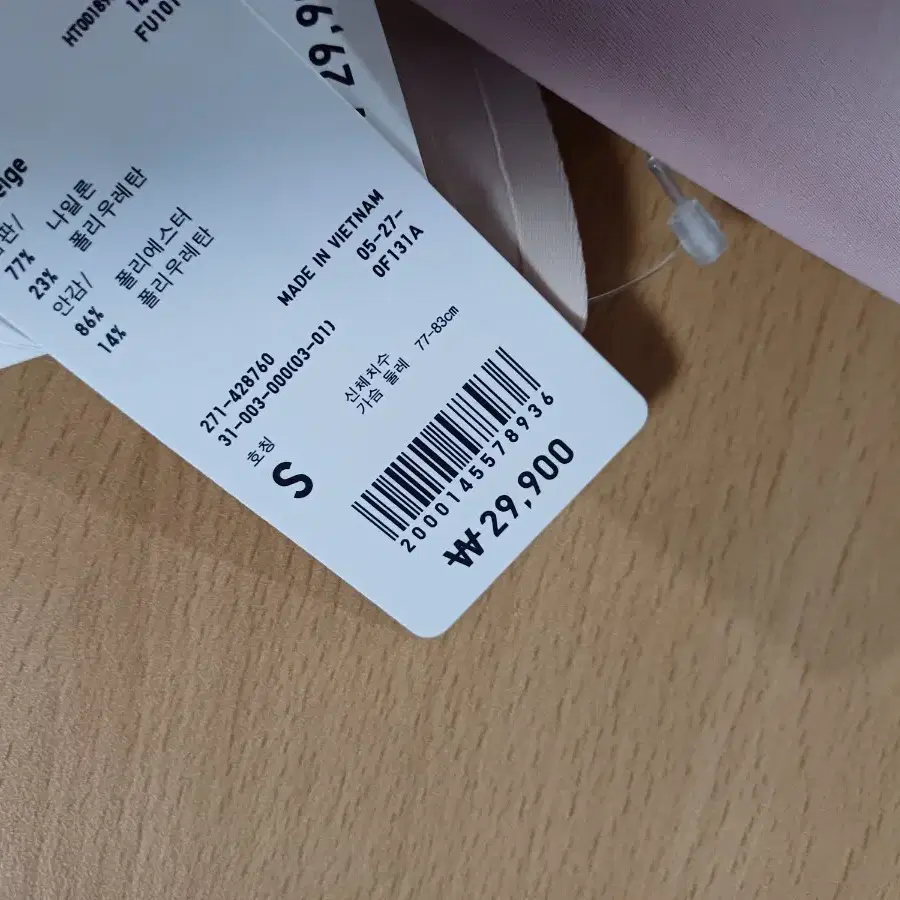 나일론
77%
폴리우레탄
23%
안감/
폴리에스터
86%
폴리우레탄
14%
MADE IN VIETNAM
05-27-
0F131A
271-428760
31-003-000(03-01)
신체치수
가슴 둘레 77-83cm
호칭
S
2000145578936
₩29,900